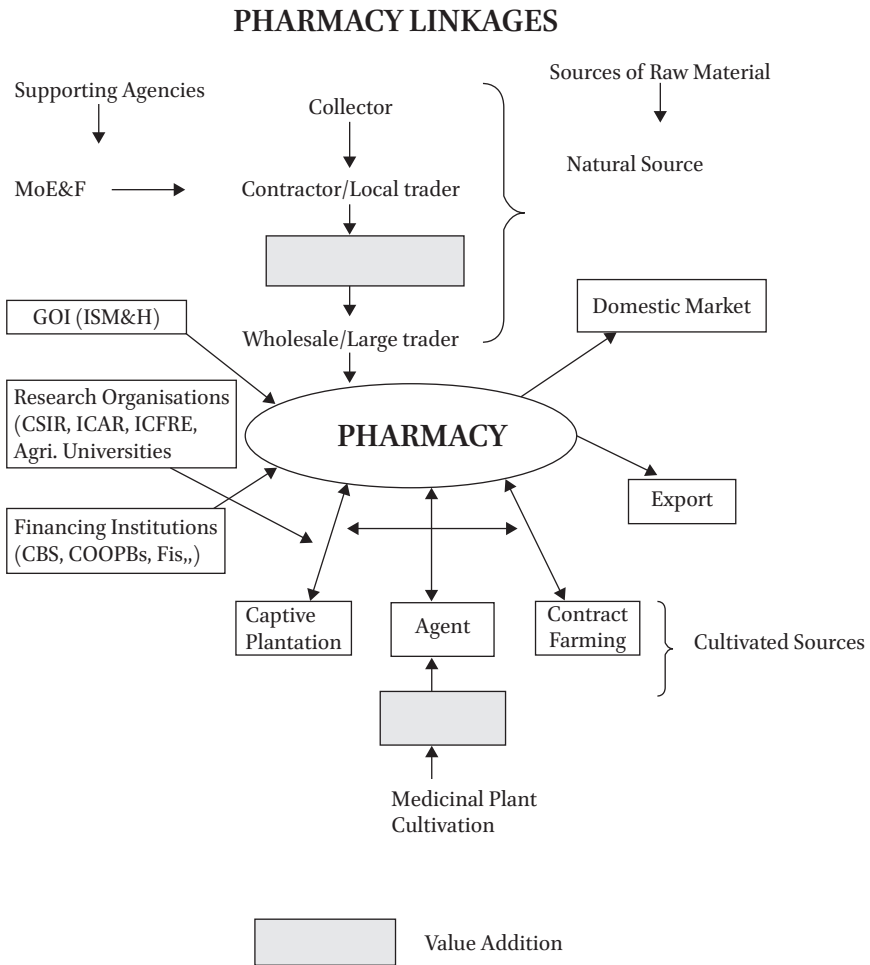 PHARMACY LINKAGES
Supporting Agencies
Sources of Raw Material
Collector
Natural Source
MoE&F
Contractor/Local trader
GOI (ISM&H)
Domestic Market
Wholesale/Large trader
Research Organisations
(CSIR, ICAR, ICFRE,
Agri. Universities
PHARMACY
Export
Financing Institutions
(CBS, COOPBs, Fis,,)
Captive
Plantation
Agent
Contract
Farming
Cultivated Sources
Medicinal Plant
Cultivation
Value Addition